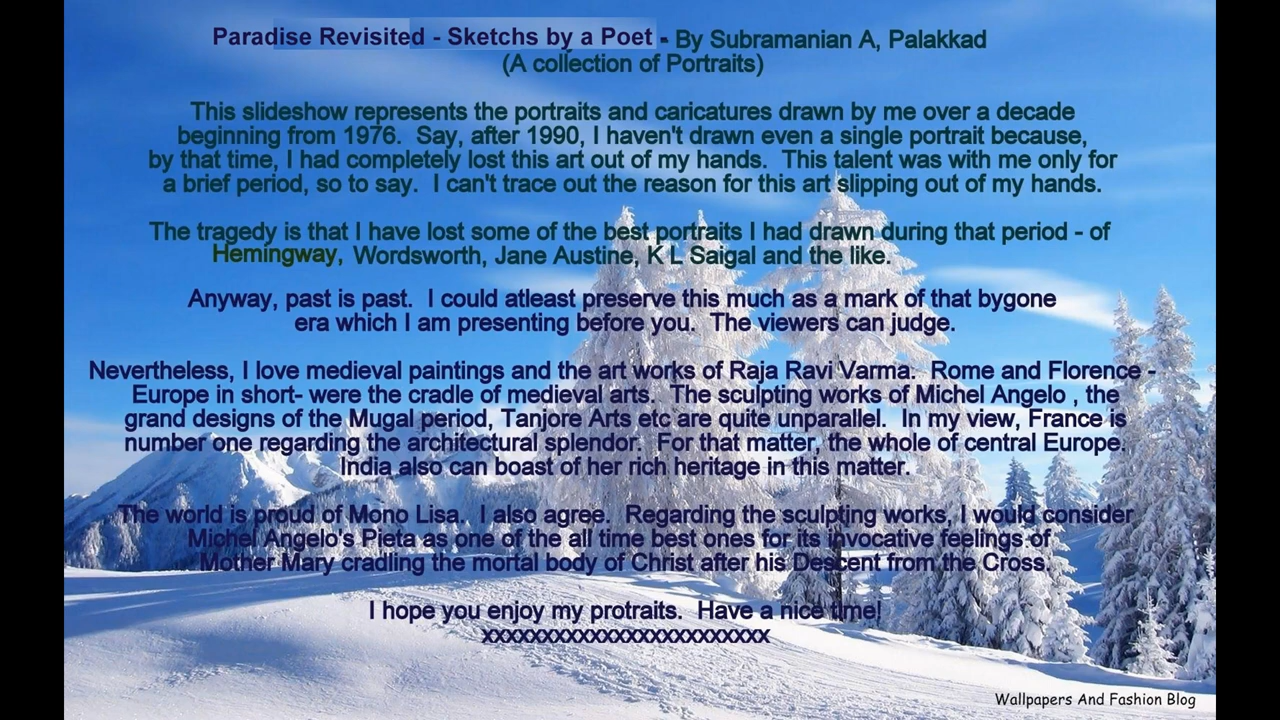 Paradise Revisited - Sketchs by a Poet - By Subramanian A, Palakkad
(A collection of Portraits)
This slideshow represents the portraits and caricatures drawn by me over a decade
beginning from 1976.  Say, after 1990, I haven't drawn even a single portrait because,
by that time, I had completely lost this art out of my hands.  This talent was with me only for
a brief period, so to say.  I can't trace out the reason for this art slipping out of my hands.
The tragedy is that I have lost some of the best portraits I had drawn during that period - of
Hemingway, Wordsworth, Jane Austine, K L Saigal and the like.
Anyway, past is past.  I could atleast preserve this much as a mark of that bygone
era which I am presenting before you.  The viewers can judge.
Nevertheless, I love medieval paintings and the art works of Raja Ravi Varma.  Rome and Florence -
Europe in short- were the cradle of medieval arts.  The sculpting works of Michel Angelo , the
grand designs of the Mugal period, Tanjore Arts etc are quite unparallel.  In my view, France is
number one regarding the architectural splendor.  For that matter, the whole of central Europe.
India also can boast of her rich heritage in this matter.
The world is proud of Mono Lisa.  I also agree.  Regarding the sculpting works, I would consider
Michel Angelo's Pieta as one of the all time best ones for its invocative feelings of
Mother Mary cradling the mortal body of Christ after his Descent from the Cross.
I hope you enjoy my protraits.  Have a nice time!
xxxxxxxxxxxxxxxxxxxxxxxx
Wallpapers And Fashion Blog